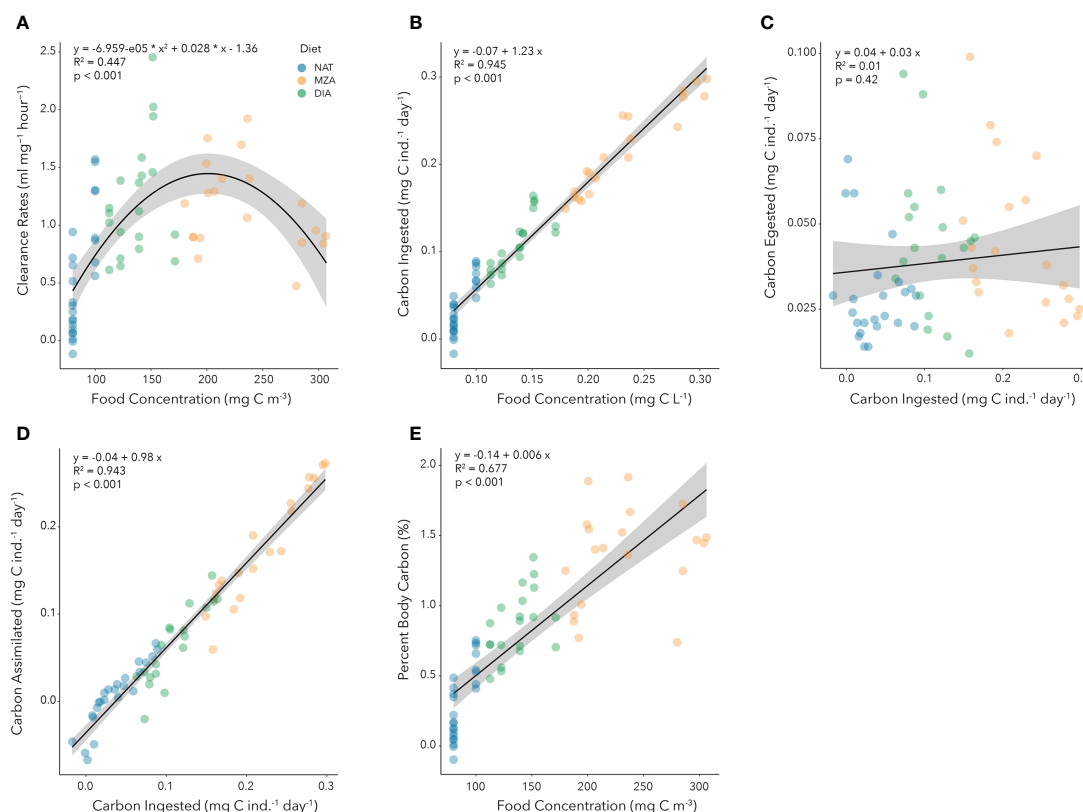 A
y = -6.959-e05 * x² + 0.028 * x - 1.36
R² = 0.447
p < 0.001
Diet
NAT
MZA
DIA
2.5
2.0
1.5
1.0
0.5
0.0
Clearance Rates (ml mg⁻¹ hour⁻¹)
100 150 200 250 300
Food Concentration (mg C m⁻³)
B
y = -0.07 + 1.23 x
R² = 0.945
p < 0.001
0.3
0.2
0.1
0.0
Carbon Ingested (mg C ind.⁻¹ day⁻¹)
0.10 0.15 0.20 0.25 0.30
Food Concentration (mg C L⁻¹)
C
y = 0.04 + 0.03 x
R² = 0.01
p = 0.42
0.100
0.075
0.050
0.025
Carbon Egested (mg C ind.⁻¹ day⁻¹)
0.0 0.1 0.2
Carbon Ingested (mg C ind.⁻¹ day⁻¹)
D
y = -0.04 + 0.98 x
R² = 0.943
p < 0.001
0.2
0.1
0.0
Carbon Assimilated (mg C ind.⁻¹ day⁻¹)
0.0 0.1 0.2 0.3
Carbon Ingested (mg C ind.⁻¹ day⁻¹)
E
y = -0.14 + 0.006 x
R² = 0.677
p < 0.001
2.0
1.5
1.0
0.5
0.0
Percent Body Carbon (%)
100 150 200 250 300
Food Concentration (mg C m⁻³)